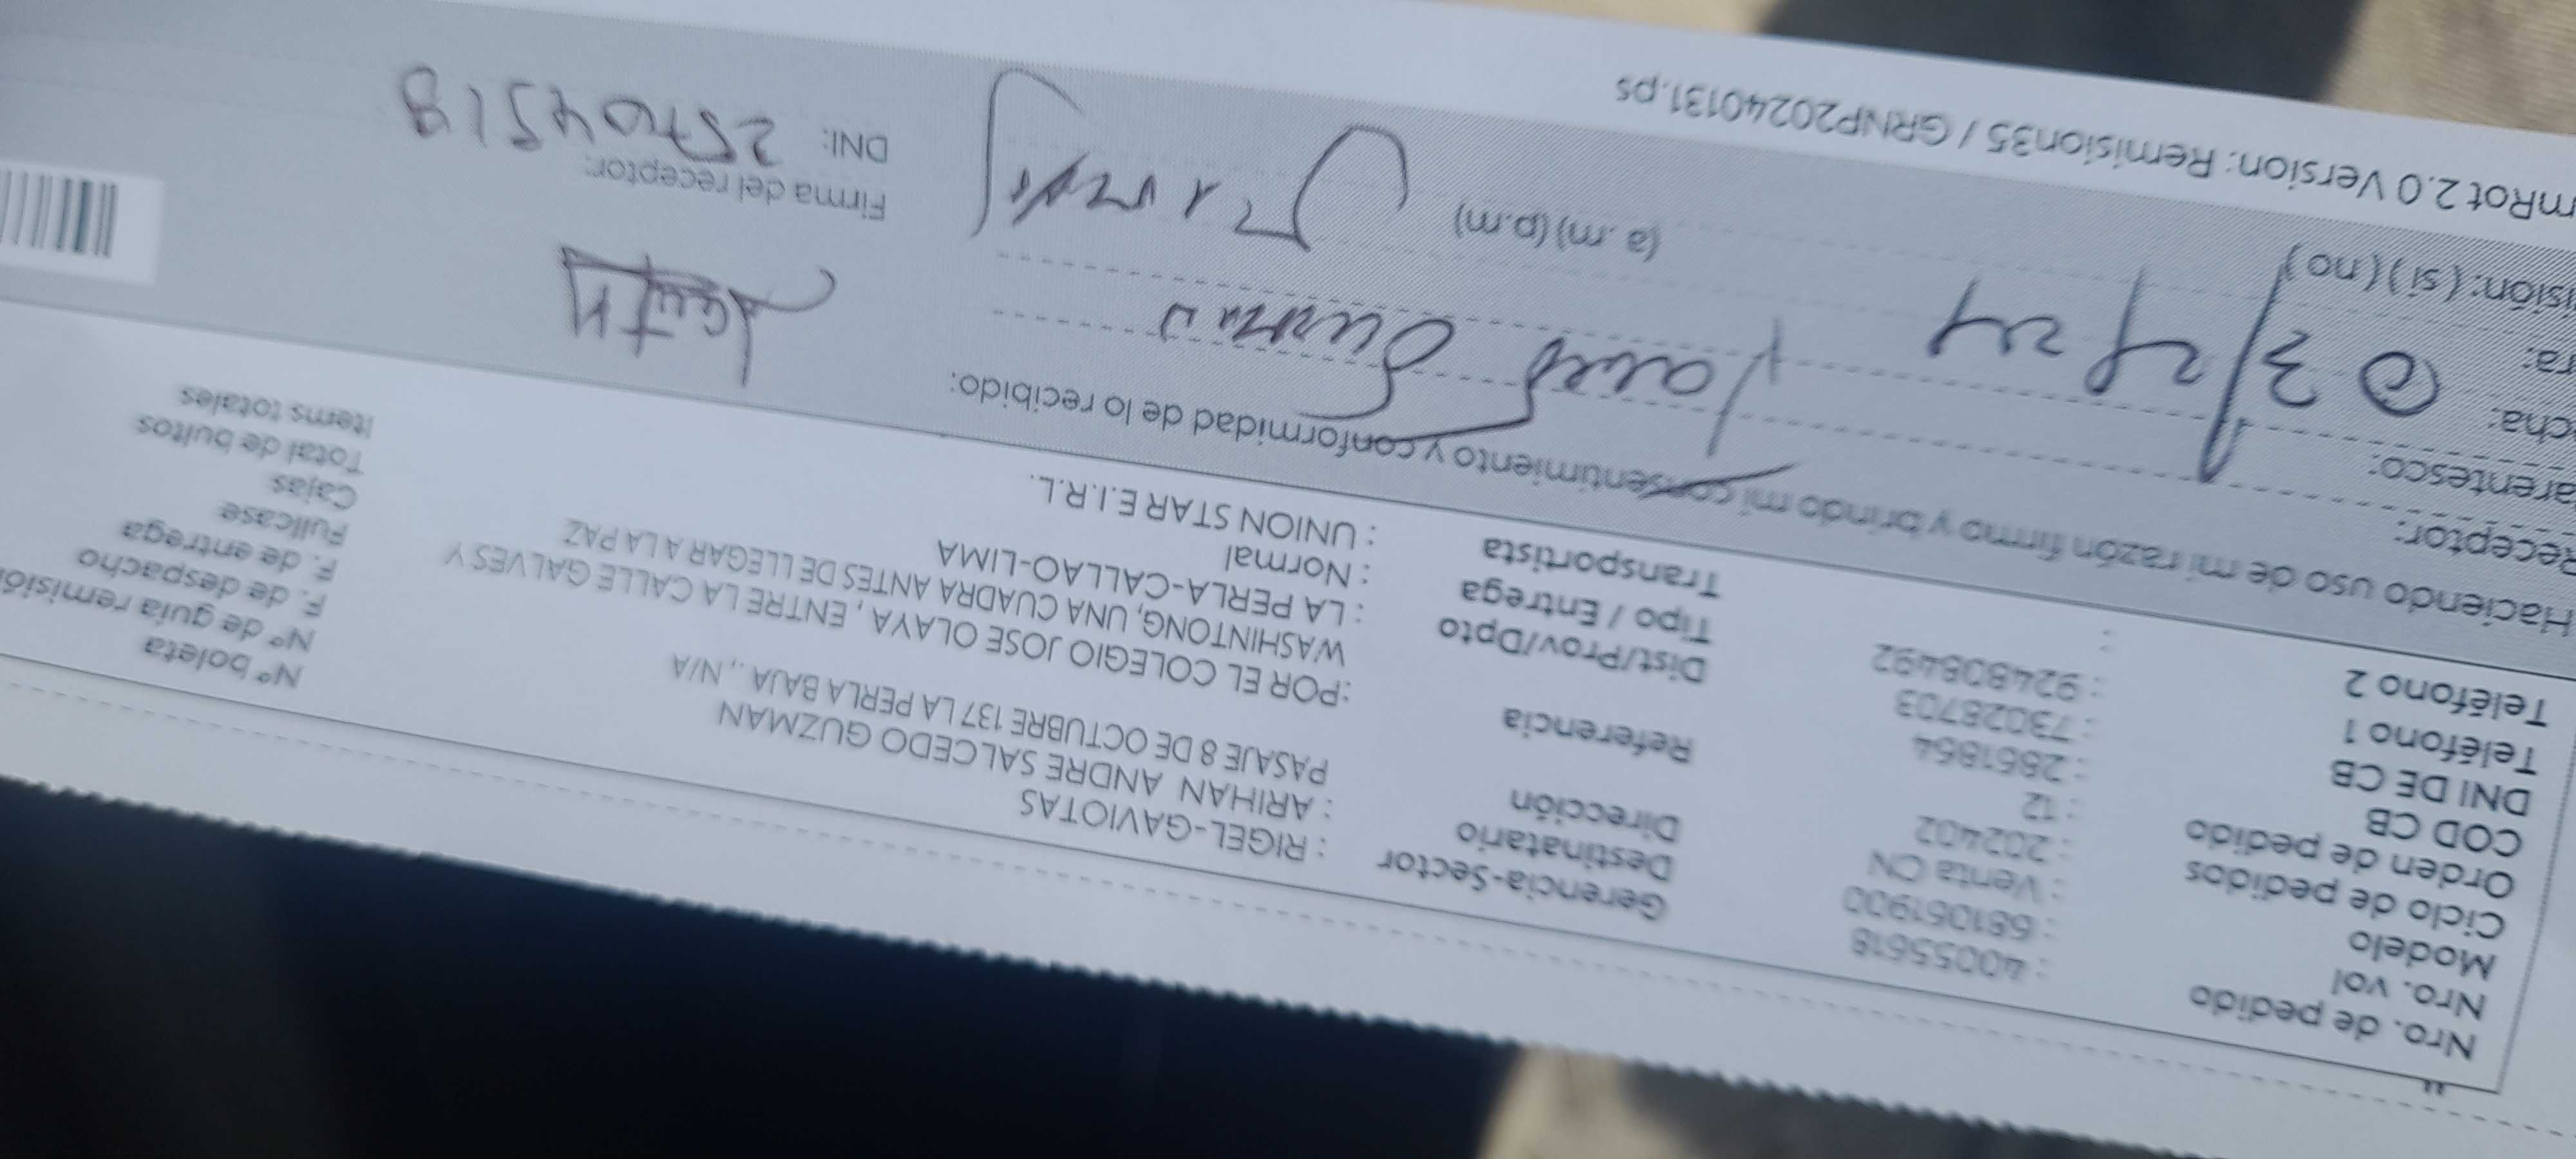 Nro. de pedido : 40055618 Gerencia-Sector : RIGEL-GAVIOTAS
Nro. vol : 681061900 Destinatario : ARIHAN ANDRE SALCEDO GUZMAN Nº boleta
Modelo : Venta CN Dirección PASAJE 8 DE OCTUBRE 137 LA PERLA BAJA ., N/A Nº de guía remisió
Ciclo de pedidos : 202402 Referencia :POR EL COLEGIO JOSE OLAYA , ENTRE LA CALLE GALVES Y F. de despacho
Orden de pedido : 12 WASHINTONG, UNA CUADRA ANTES DE LLEGAR A LA PAZ F. de entrega
COD CB : 2861864 Dist/Prov/Dpto : LA PERLA-CALLAO-LIMA Fullcase
DNI DE CB : 73028703 Tipo / Entrega : Normal Cajas
Teléfono 1 : 924808492 Transportista : UNION STAR E.I.R.L. Total de bultos
Teléfono 2 : Items totales
Haciendo uso de mi razón firmo y brindo mi consentimiento y conformidad de lo recibido:
Receptor:
arentesco:
cha: 03/2/24
ra: (a .m) (p.m) Firma del receptor:
isión: ( si ) ( no ) DNI: 25704518
mRot 2.0 Version: Remision35 / GRNP20240131.ps